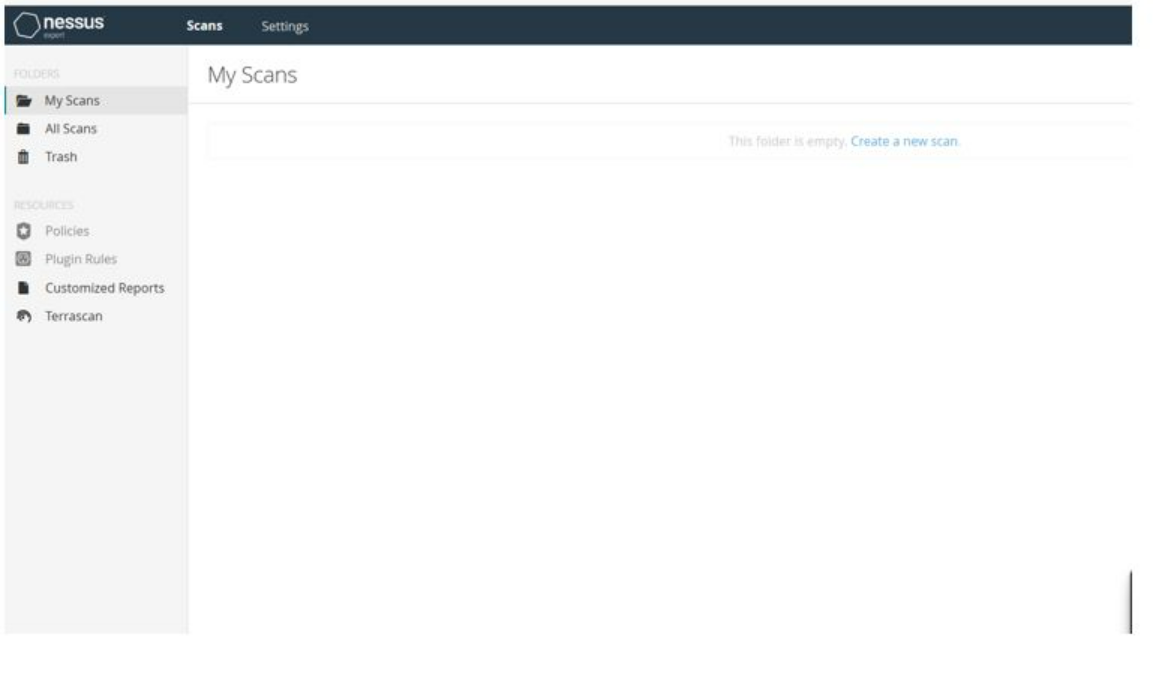 nessus
expert
Scans Settings
FOLDERS
My Scans
All Scans
Trash
RESOURCES
Policies
Plugin Rules
Customized Reports
Terrascan
My Scans
This folder is empty. Create a new scan.